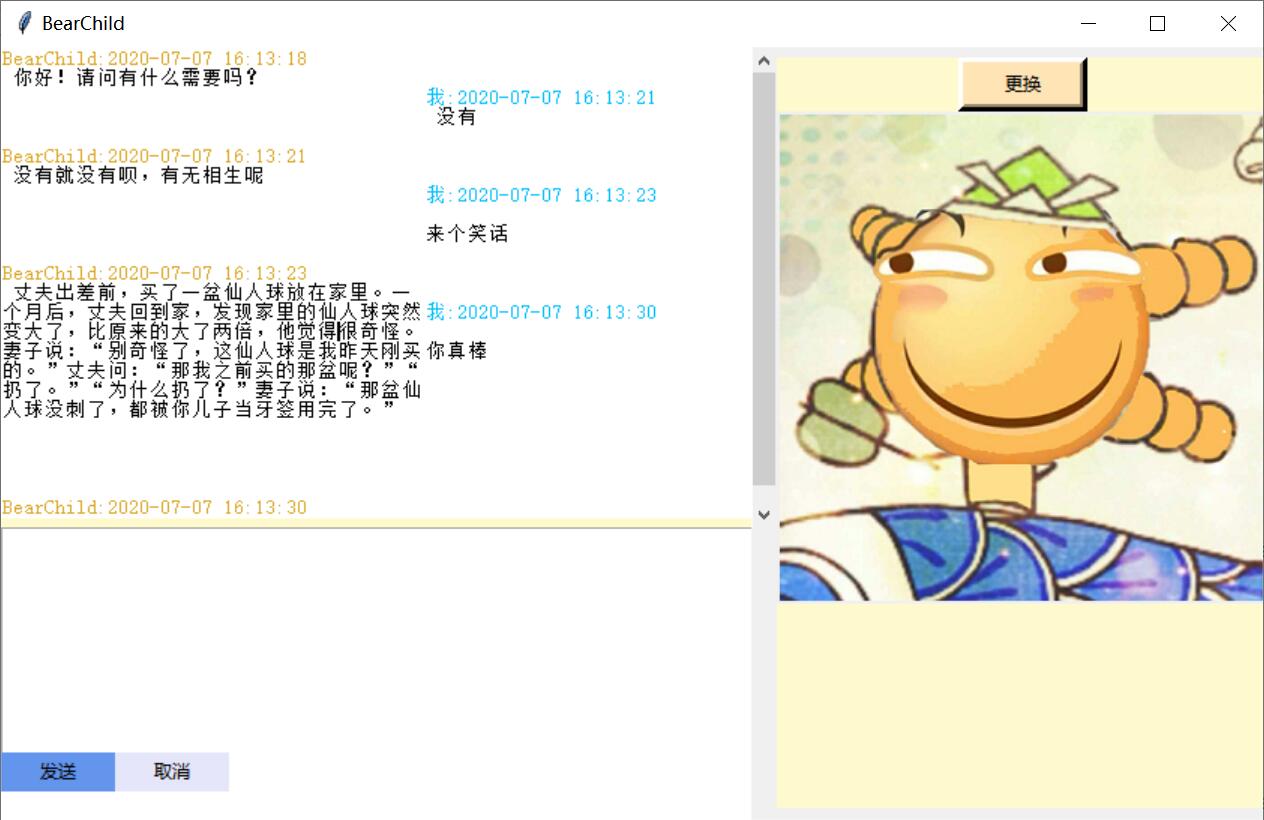 BearChild
BearChild:2020-07-07 16:13:18
你好！请问有什么需要吗？
我:2020-07-07 16:13:21
没有
BearChild:2020-07-07 16:13:21
没有就没有呗，有无相生呢
我:2020-07-07 16:13:23
来个笑话
BearChild:2020-07-07 16:13:23
丈夫出差前，买了一盆仙人球放在家里。一
个月后，丈夫回到家，发现家里的仙人球突然
变大了，比原来的大了两倍，他觉得很奇怪。
妻子说：“别奇怪了，这仙人球是我昨天刚买
的。”丈夫问：“那我之前买的那盆呢？”“
扔了。”“为什么扔了？”妻子说：“那盆仙
人球没刺了，都被你儿子当牙签用完了。”
我:2020-07-07 16:13:30
你真棒
BearChild:2020-07-07 16:13:30
发送
取消
更换